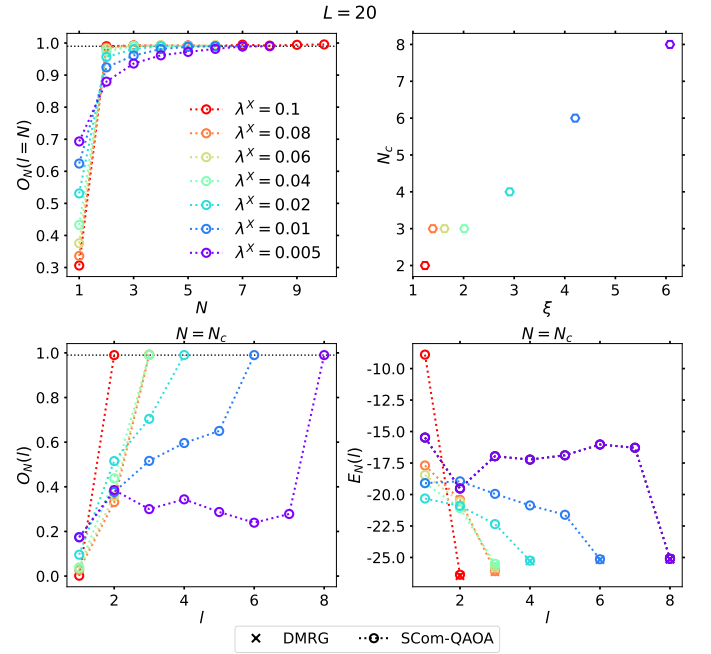 L = 20
1.0
0.9
0.8
0.7
0.6
0.5
0.4
0.3
1 3 5 7 9
O_N(l = N)
N
λ^X = 0.1
λ^X = 0.08
λ^X = 0.06
λ^X = 0.04
λ^X = 0.02
λ^X = 0.01
λ^X = 0.005
8
7
6
5
4
3
2
1 2 3 4 5 6
N_c
ξ
N = N_c
1.0
0.8
0.6
0.4
0.2
0.0
2 4 6 8
O_N(l)
l
N = N_c
-10.0
-12.5
-15.0
-17.5
-20.0
-22.5
-25.0
2 4 6 8
E_N(l)
l
DMRG SCom-QAOA